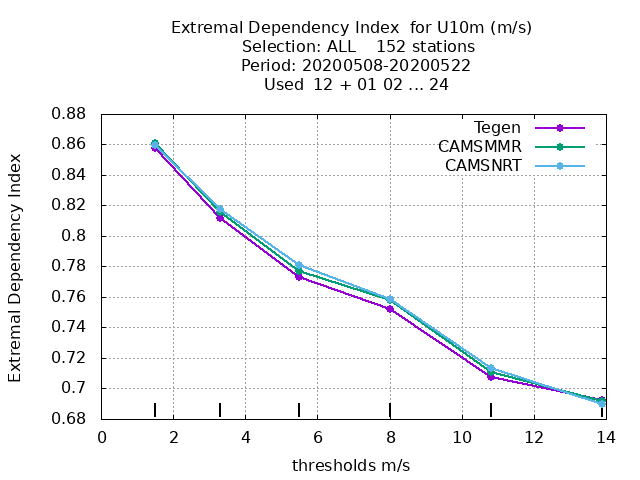 Extremal Dependency Index  for U10m (m/s)
Selection: ALL    152 stations
Period: 20200508-20200522
Used  12 + 01 02 ... 24
Tegen
CAMSMMR
CAMSNRT
Extremal Dependency Index
0.88
0.86
0.84
0.82
0.8
0.78
0.76
0.74
0.72
0.7
0.68
0 2 4 6 8 10 12 14
thresholds m/s